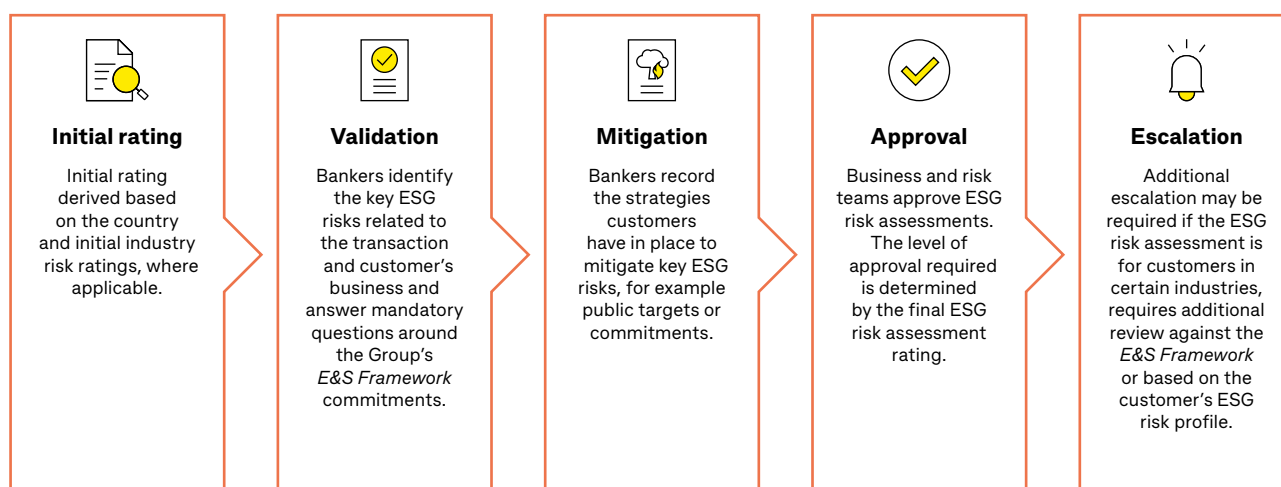 Initial rating
Initial rating
derived based
on the country
and initial industry
risk ratings, where
applicable.
Validation
Bankers identify
the key ESG
risks related to
the transaction
and customer's
business and
answer mandatory
questions around
the Group's
E&S Framework
commitments.
Mitigation
Bankers record
the strategies
customers
have in place to
mitigate key ESG
risks, for example
public targets or
commitments.
Approval
Business and risk
teams approve ESG
risk assessments.
The level of
approval required
is determined
by the final ESG
risk assessment
rating.
Escalation
Additional
escalation may be
required if the ESG
risk assessment is
for customers in
certain industries,
requires additional
review against the
E&S Framework
or based on the
customer's ESG
risk profile.